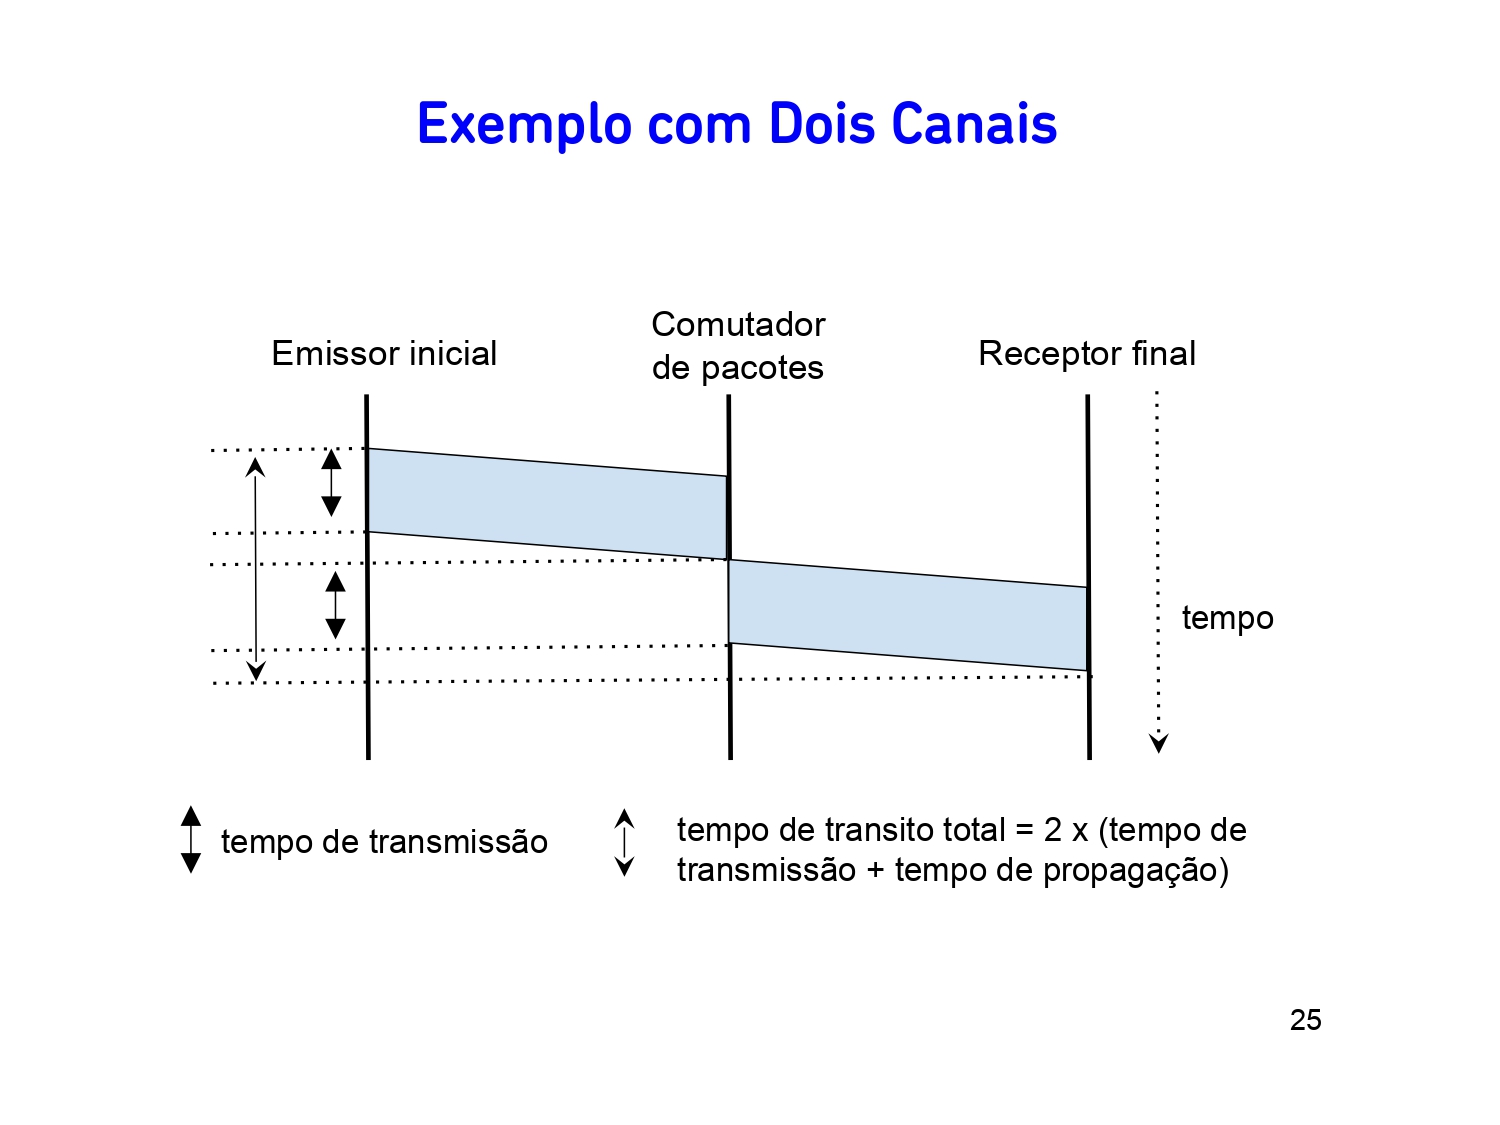 Exemplo com Dois Canais
Emissor inicial
Comutador
de pacotes
Receptor final
tempo
tempo de transmissão
tempo de transito total = 2 x (tempo de
transmissão + tempo de propagação)
25